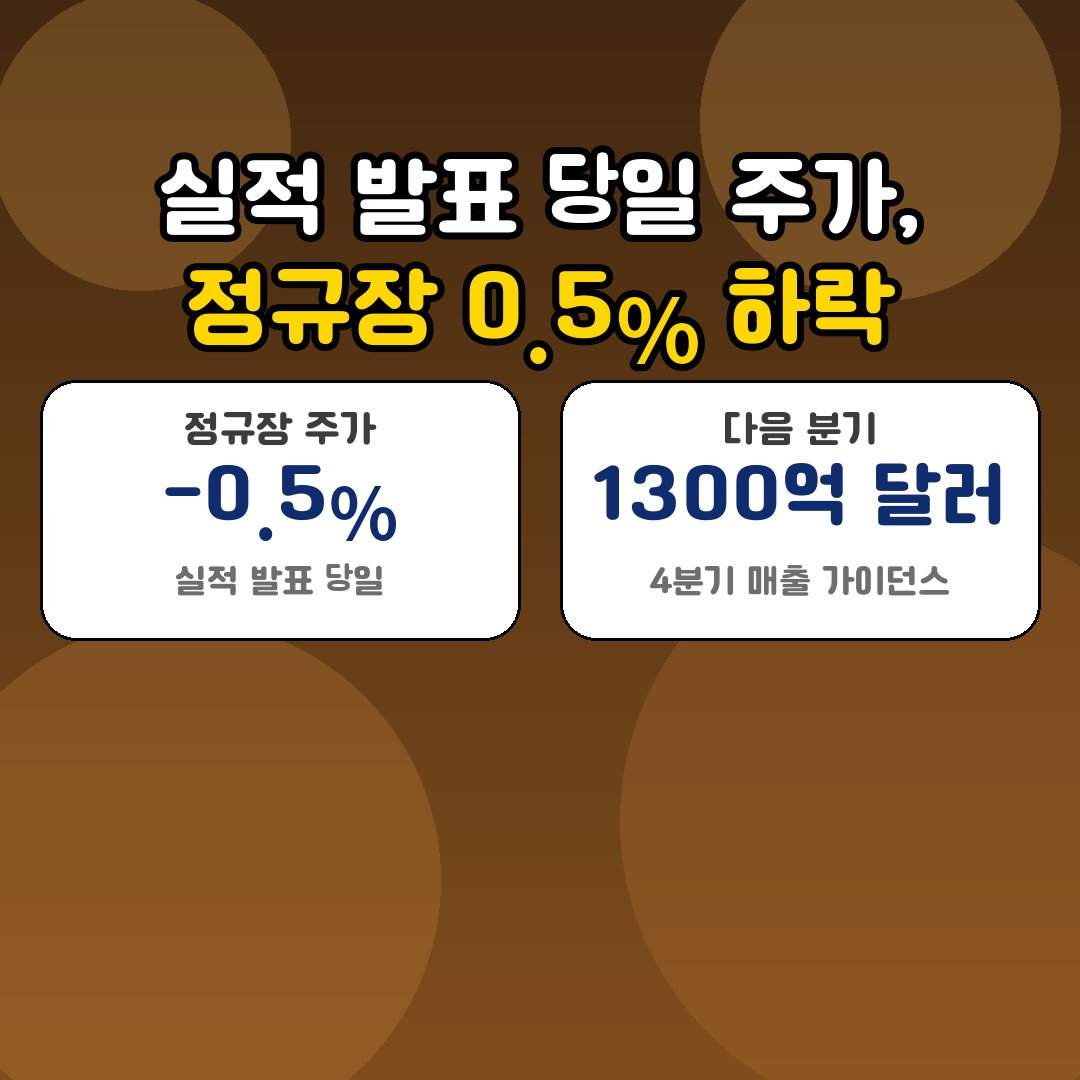 실적 발표 당일 주가,
정규장 0.5% 하락
정규장 주가
-0.5%
실적 발표 당일
다음 분기
1300억 달러
4분기 매출 가이던스